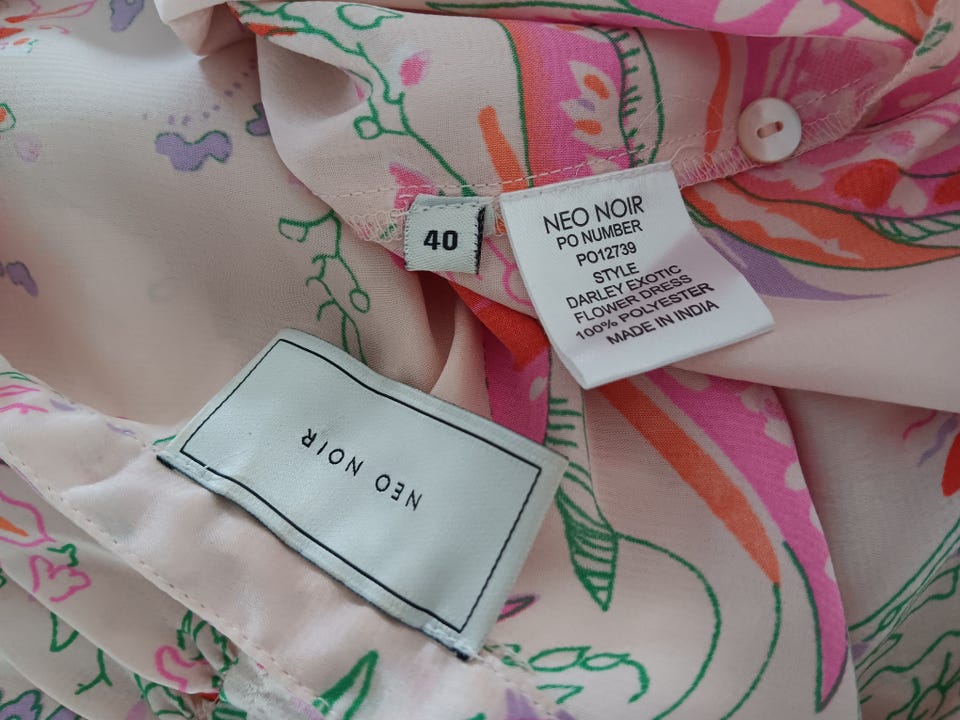 40
NEO NOIR
PO NUMBER
PO12739
STYLE
DARLEY EXOTIC
FLOWER DRESS
100% POLYESTER
MADE IN INDIA
NEO NOIR